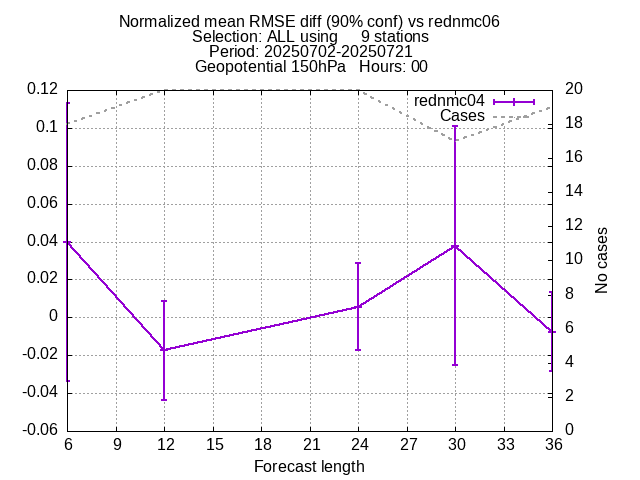 Normalized mean RMSE diff (90% conf) vs rednmc06
Selection: ALL using 9 stations
Period: 20250702-20250721
Geopotential 150hPa Hours: 00
rednmc04
Cases
0.12
0.1
0.08
0.06
0.04
0.02
0
-0.02
-0.04
-0.06
20
18
16
14
12
10
8
6
4
2
0
No cases
6 9 12 15 18 21 24 27 30 33 36
Forecast length